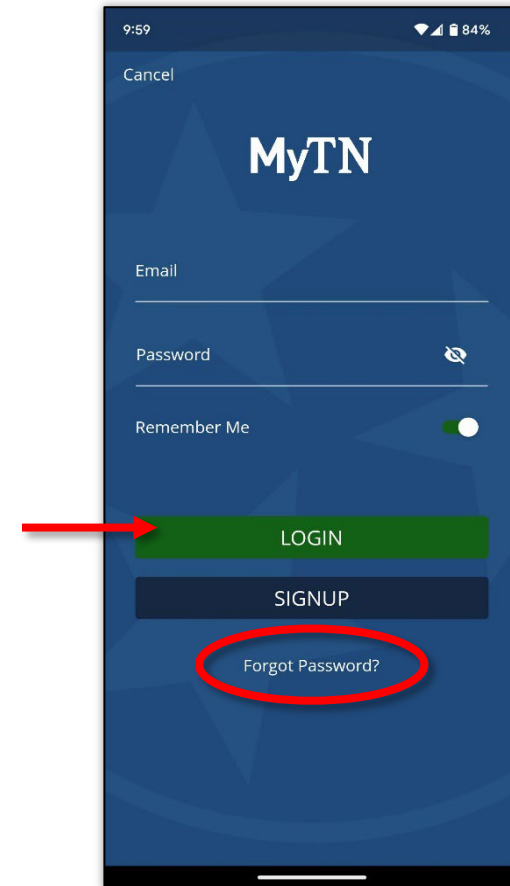 9:59 84%
Cancel
MyTN
Email
Password
Remember Me
LOGIN
SIGNUP
Forgot Password?